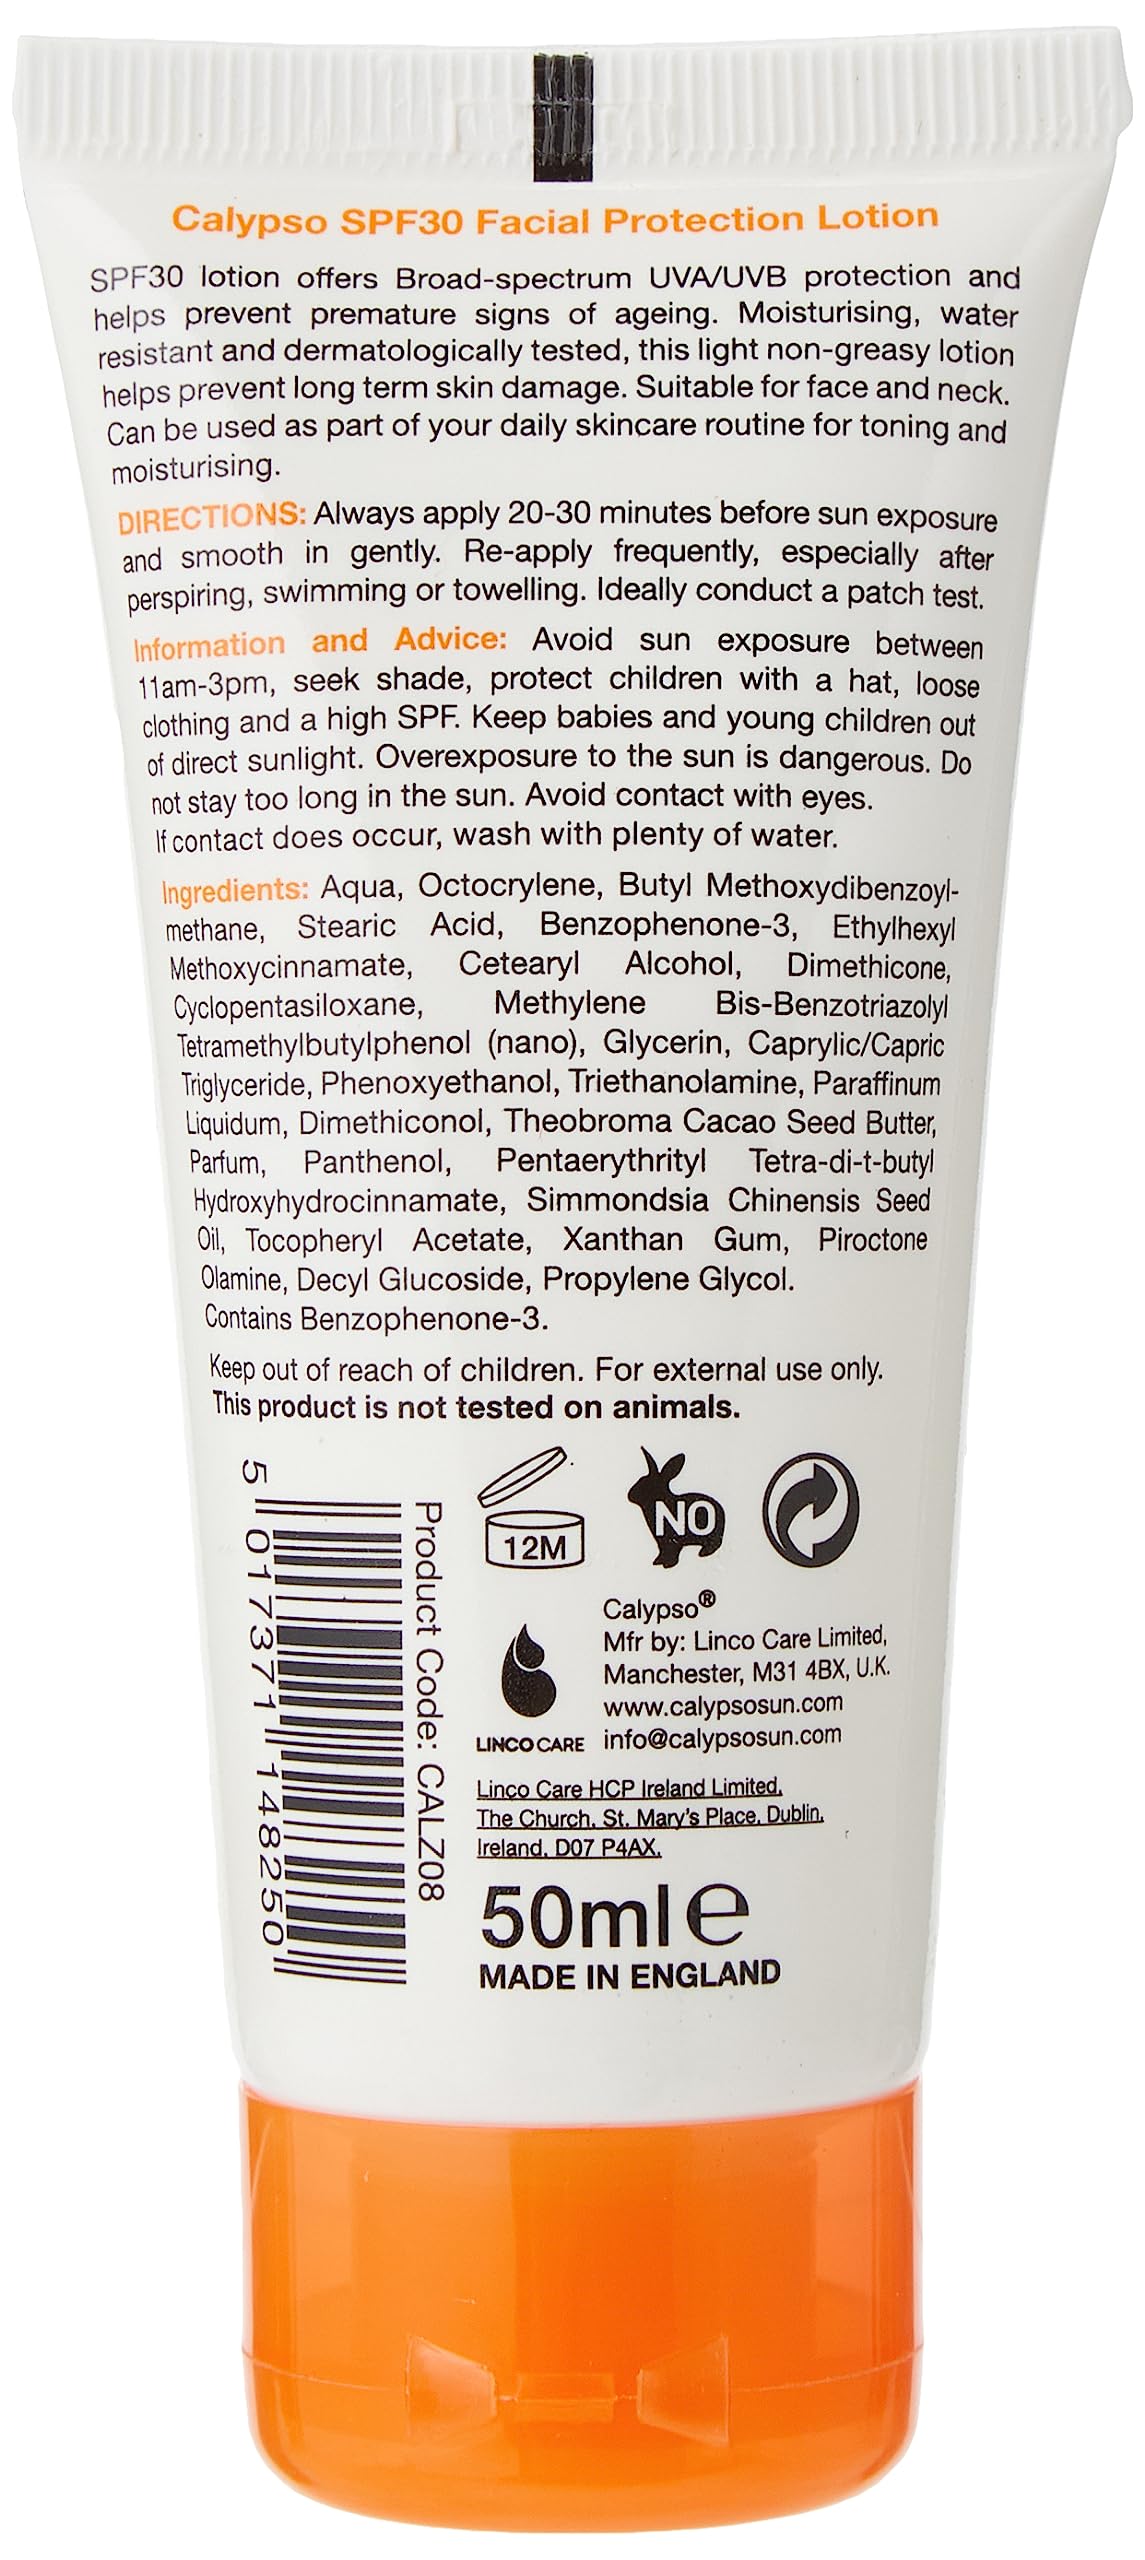 Calypso SPF30 Facial Protection Lotion
SPF30 lotion offers Broad-spectrum UVA/UVB protection and
helps prevent premature signs of ageing. Moisturising, water
resistant and dermatologically tested, this light non-greasy lotion
helps prevent long term skin damage. Suitable for face and neck.
Can be used as part of your daily skincare routine for toning and
moisturising.
DIRECTIONS: Always apply 20-30 minutes before sun exposure
and smooth in gently. Re-apply frequently, especially after
perspiring, swimming or towelling. Ideally conduct a patch test.
Information and Advice: Avoid sun exposure between
11am-3pm, seek shade, protect children with a hat, loose
clothing and a high SPF. Keep babies and young children out
of direct sunlight. Overexposure to the sun is dangerous. Do
not stay too long in the sun. Avoid contact with eyes.
If contact does occur, wash with plenty of water.
Ingredients: Aqua, Octocrylene, Butyl Methoxydibenzoyl-
methane, Stearic Acid, Benzophenone-3, Ethylhexyl
Methoxycinnamate, Cetearyl Alcohol, Dimethicone,
Cyclopentasiloxane, Methylene Bis-Benzotriazolyl
Tetramethylbutylphenol (nano), Glycerin, Caprylic/Capric
Triglyceride, Phenoxyethanol, Triethanolamine, Paraffinum
Liquidum, Dimethiconol, Theobroma Cacao Seed Butter,
Parfum, Panthenol, Pentaerythrityl Tetra-di-t-butyl
Hydroxyhydrocinnamate, Simmondsia Chinensis Seed
Oil, Tocopheryl Acetate, Xanthan Gum, Piroctone
Olamine, Decyl Glucoside, Propylene Glycol.
Contains Benzophenone-3.
Keep out of reach of children. For external use only.
This product is not tested on animals.
12M
NO
5 017371 148250
Product Code: CALZ08
LINCO CARE
Calypso®
Mfr by: Linco Care Limited,
Manchester, M31 4BX, U.K.
www.calypsosun.com
info@calypsosun.com
Linco Care HCP Ireland Limited,
The Church, St. Mary's Place, Dublin,
Ireland, D07 P4AX.
50ml e
MADE IN ENGLAND